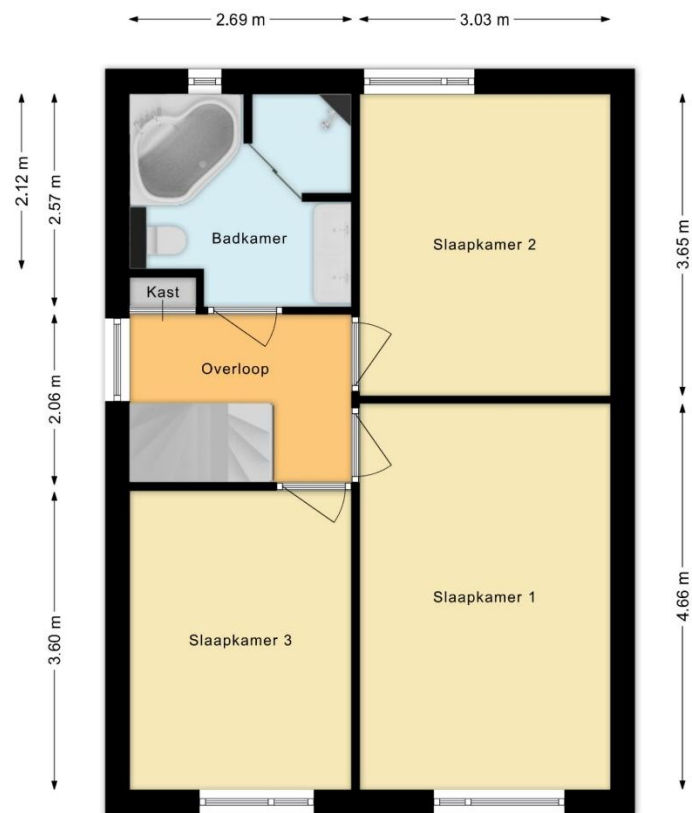 2.69 m
3.03 m
2.12 m
2.57 m
3.65 m
Badkamer
Slaapkamer 2
Kast
Overloop
2.06 m
4.66 m
Slaapkamer 1
3.60 m
Slaapkamer 3